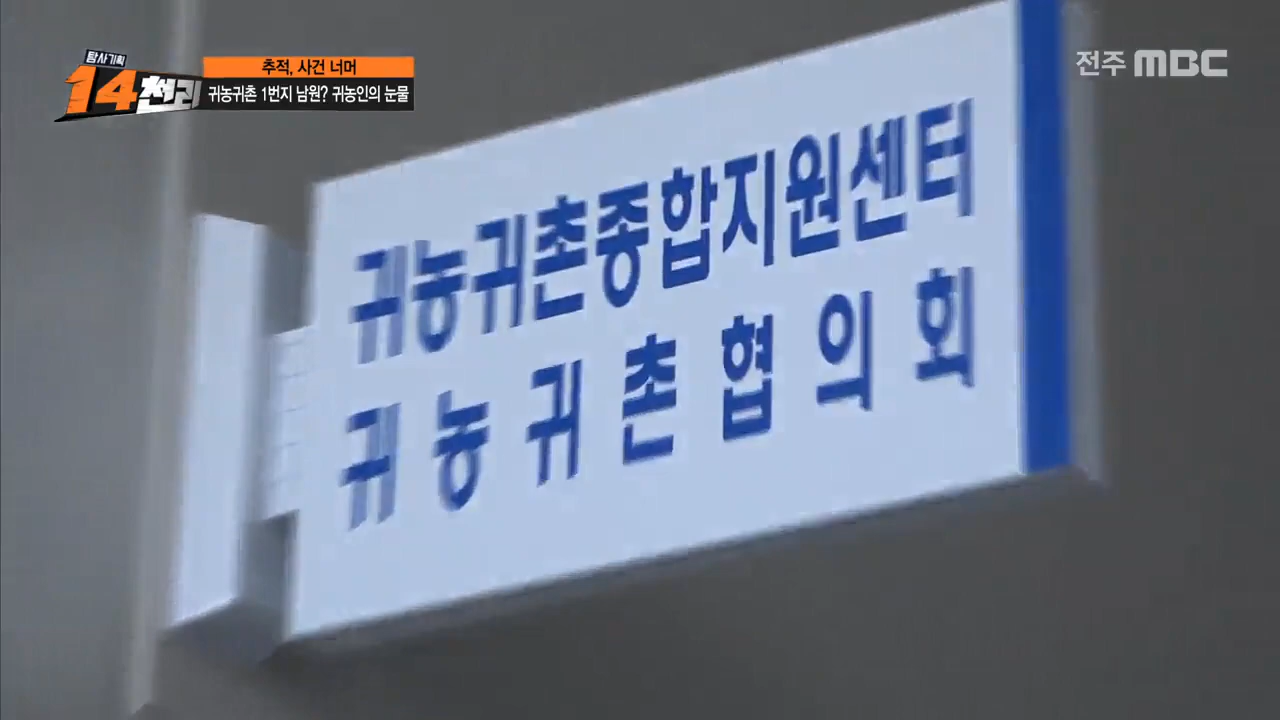 탐사기획
14천리
추적, 사건 너머
귀농귀촌 1번지 남원? 귀농인의 눈물
전주 MBC
귀농귀촌종합지원센터
귀농귀촌협의회